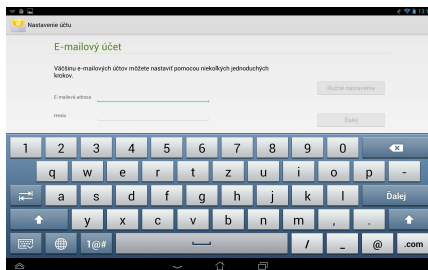 Nastavenie účtu
E-mailový účet
Väčšinu e-mailových účtov môžete nastaviť pomocou niekoľkých jednoduchých
krokov.
Ručné nastavenie
E-mailová adresa
Heslo
Ďalej
1 2 3 4 5 6 7 8 9 0
q w e r t z u i o p -
a s d f g h j k l Ďalej
y x c v b n m , .
1@# / _ @ .com